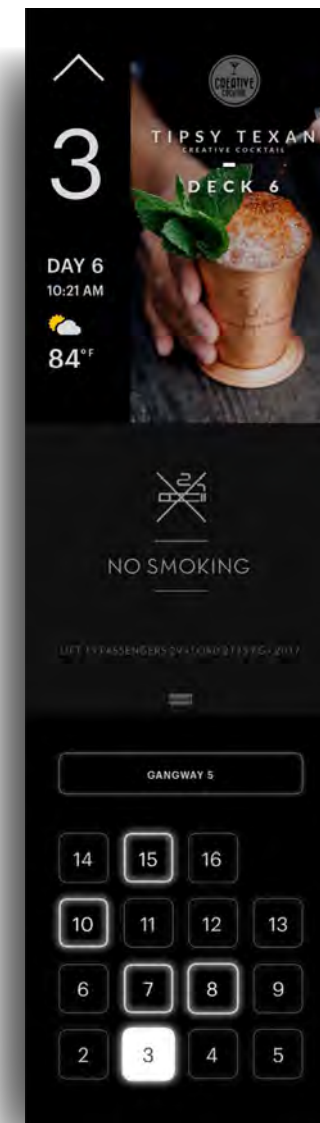 CREATIVE
COCKTAIL
3
TIPSY TEXAN
CREATIVE COCKTAIL
DECK 6
DAY 6
10:21 AM
84°F
NO SMOKING
GANGWAY 5
14 15 16
10 11 12 13
6 7 8 9
2 3 4 5